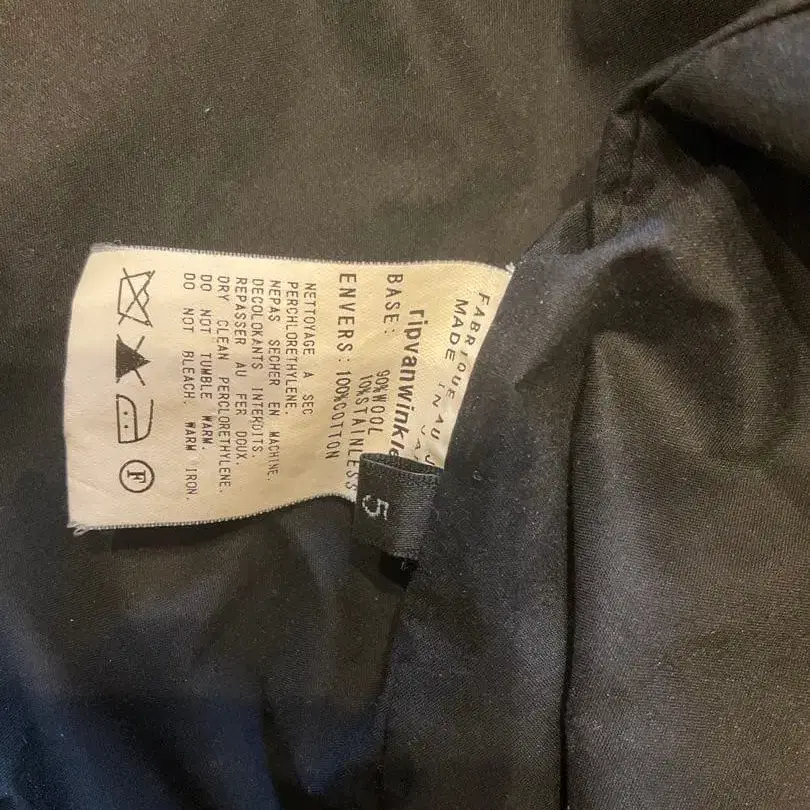 FABRIQUE AU
MADE IN JA
ripvanwinkle
BASE: 90%WOOL
10%STAINLESS
ENVERS: 100%COTTON
NETTOYAGE A SEC
PERCHLORETHYLENE.
NEPAS SECHER EN MACHINE.
DECOLOKANTS INTERDITS.
REPASSER AU FER DOUX.
DRY CLEAN PERCLORETHYLENE.
DO NOT TUMBLE WARM.
DO NOT BLEACH. WARM IRON.
F
5